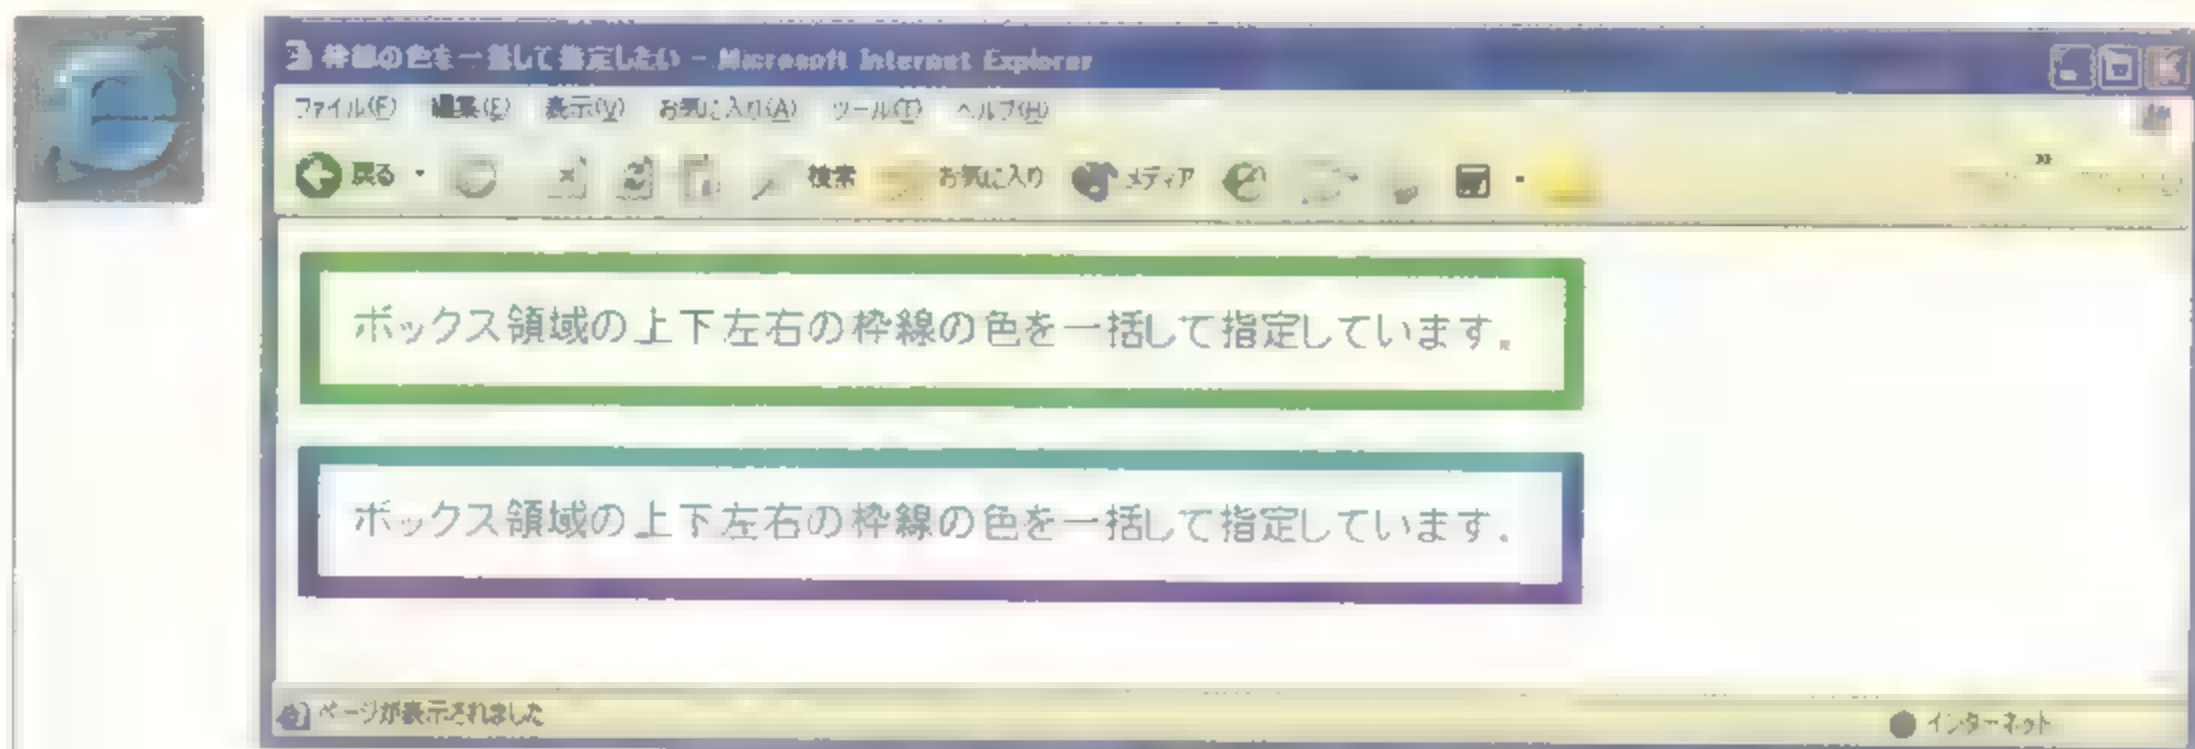 枠線の色を一括して指定したい - Microsoft Internet Explorer
ファイル(F) 編集(E) 表示(V) お気に入り(A) ツール(T) ヘルプ(H)
戻る 検索 お気に入り メディア »
ボックス領域の上下左右の枠線の色を一括して指定しています。
ボックス領域の上下左右の枠線の色を一括して指定しています。
ページが表示されました インターネット